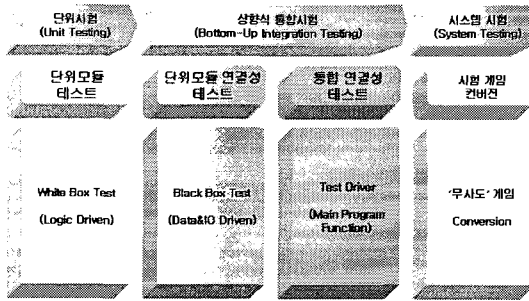 단위시험
(Unit Testing)
상향식 통합시험
(Bottom-Up Integration Testing)
시스템 시험
(System Testing)
단위모듈
테스트
단위모듈 연결성
테스트
통합 연결성
테스트
시험 게임
컨버전
White Box Test
(Logic Driven)
Black Box Test
(Data&IO Driven)
Test Driver
(Main Program
Function)
'무사도' 게임
Conversion